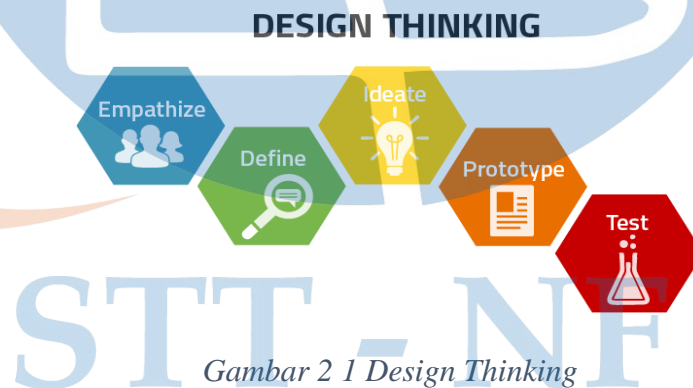 DESIGN THINKING
Empathize
Define
Ideate
Prototype
Test
STT - NF
Gambar 2 1 Design Thinking